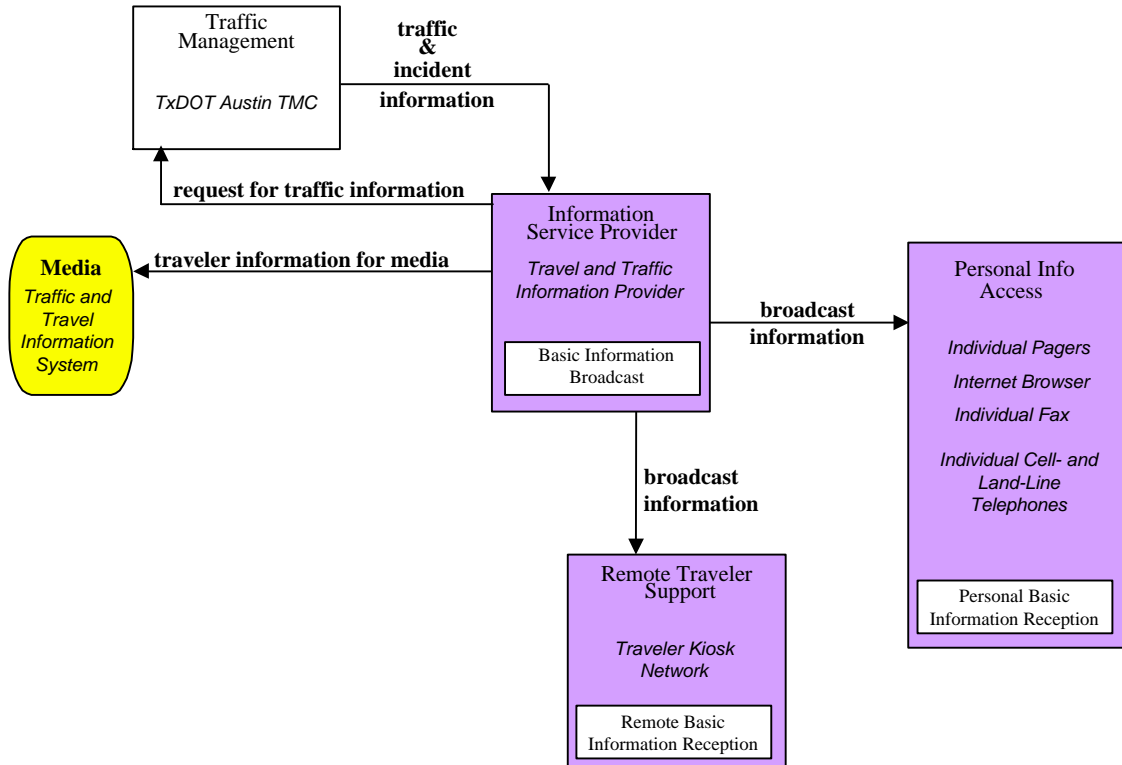 Traffic
Management
TxDOT Austin TMC
traffic
&
incident
information
request for traffic information
Information
Service Provider
Travel and Traffic
Information Provider
Basic Information
Broadcast
traveler information for media
Media
Traffic and
Travel
Information
System
broadcast
information
Personal Info
Access
Individual Pagers
Internet Browser
Individual Fax
Individual Cell- and
Land-Line
Telephones
Personal Basic
Information Reception
broadcast
information
Remote Traveler
Support
Traveler Kiosk
Network
Remote Basic
Information Reception